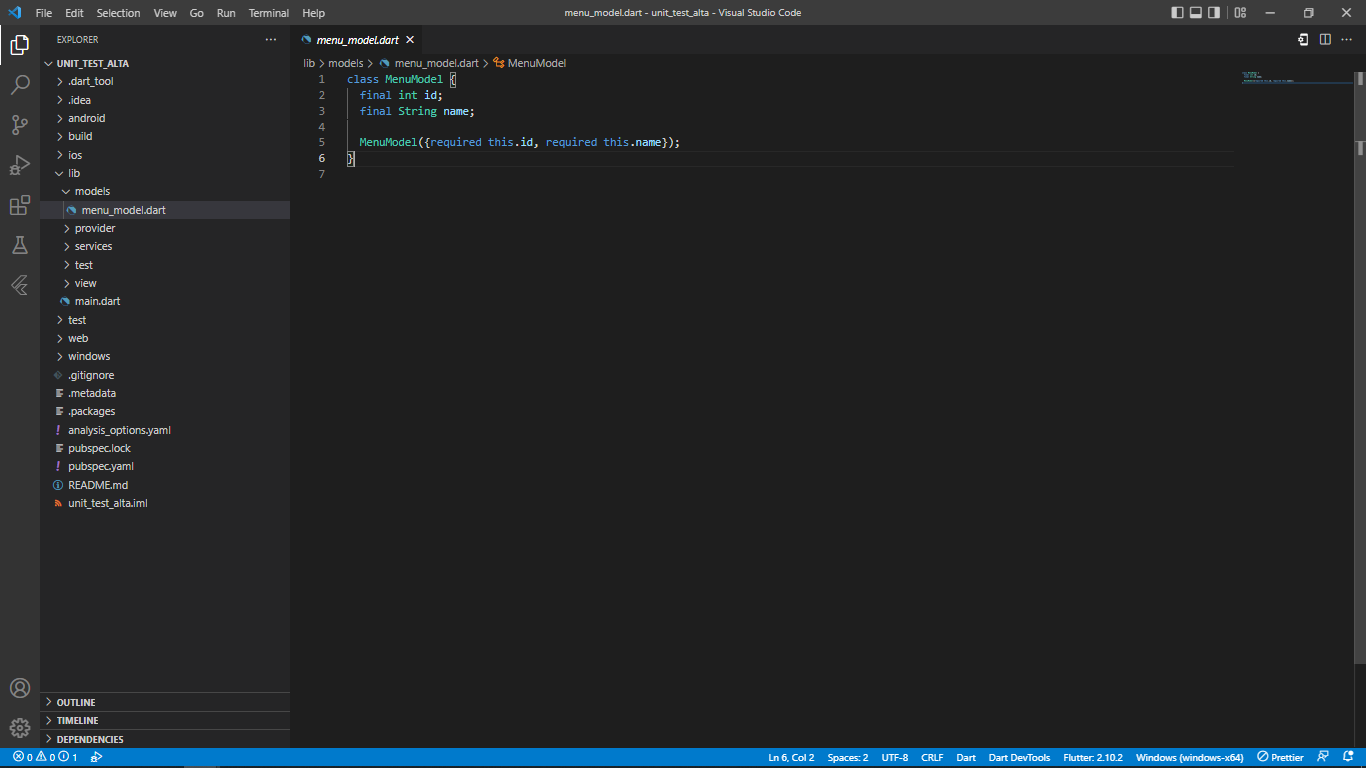 File Edit Selection View Go Run Terminal Help menu_model.dart - unit_test_alta - Visual Studio Code
EXPLORER
UNIT_TEST_ALTA
.dart_tool
.idea
android
build
ios
lib
models
menu_model.dart
provider
services
test
view
main.dart
test
web
windows
.gitignore
.metadata
.packages
analysis_options.yaml
pubspec.lock
pubspec.yaml
README.md
unit_test_alta.iml
OUTLINE
TIMELINE
DEPENDENCIES
menu_model.dart
lib > models > menu_model.dart > MenuModel
1 class MenuModel {
2 final int id;
3 final String name;
4
5 MenuModel({required this.id, required this.name});
6 }
7
0 0 1 Ln 6, Col 2 Spaces: 2 UTF-8 CRLF Dart Dart DevTools Flutter: 2.10.2 Windows (windows-x64) Prettier